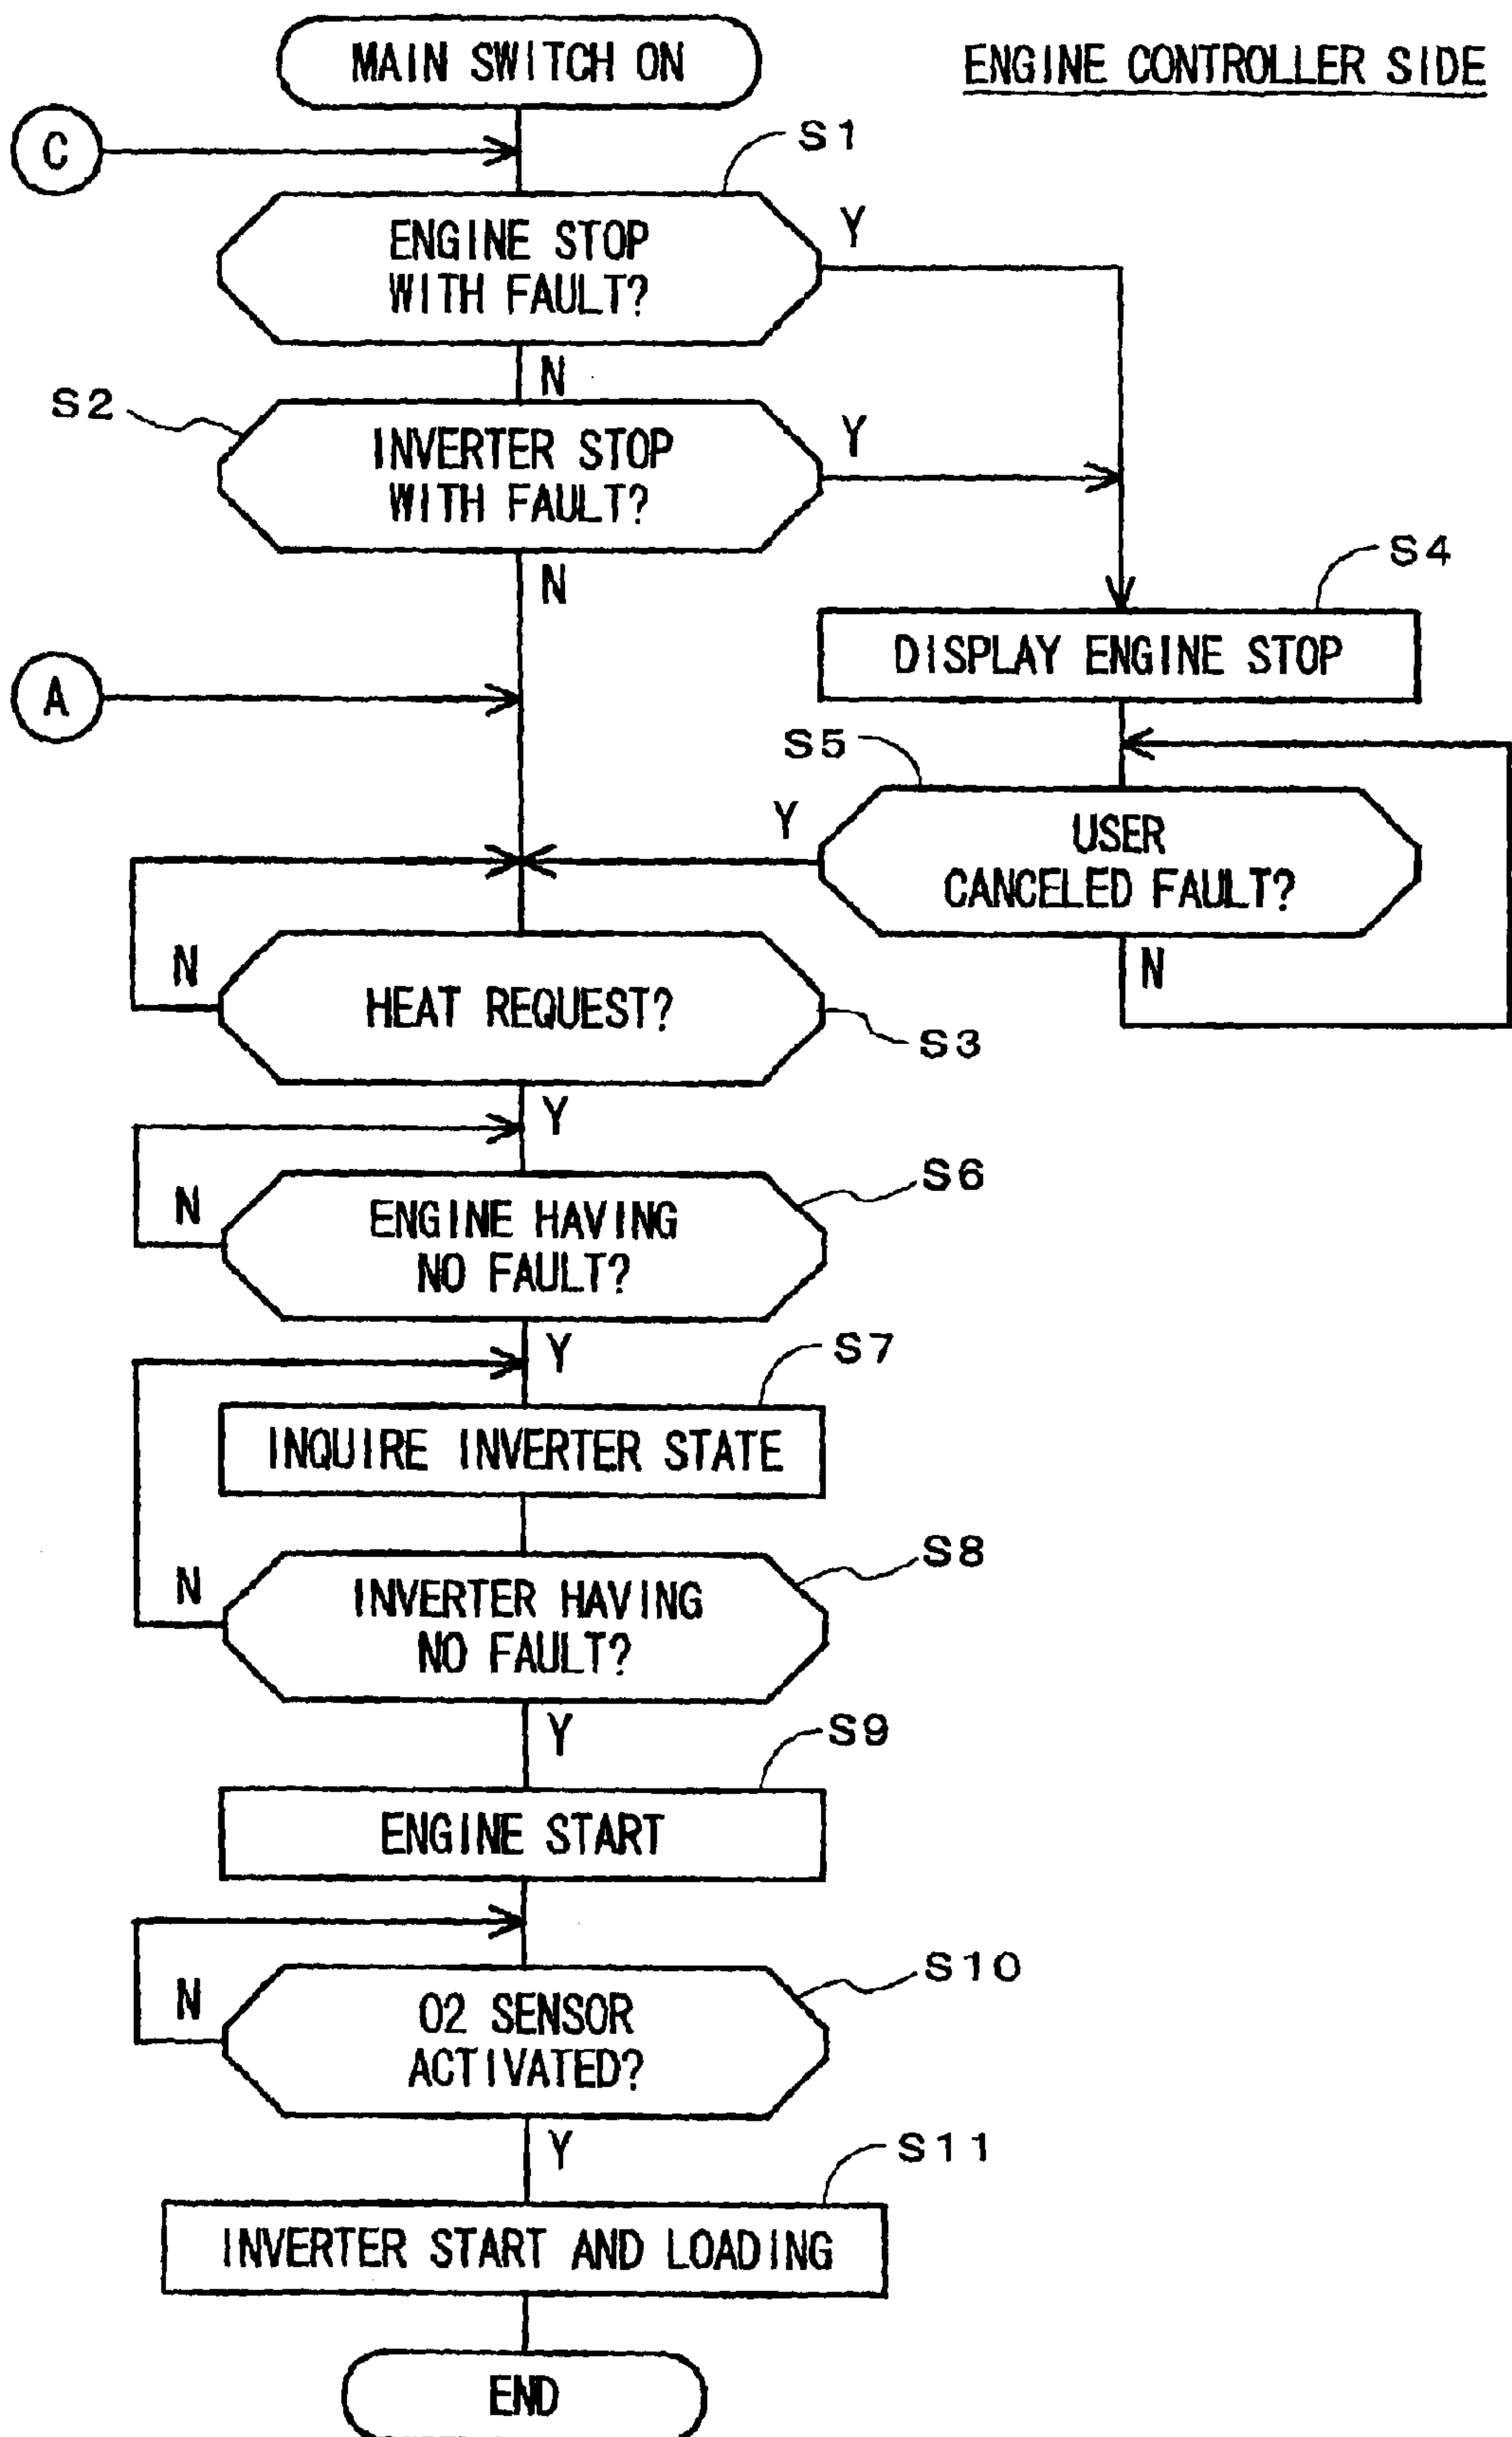 MAIN SWITCH ON
ENGINE CONTROLLER SIDE
C
S1
ENGINE STOP
WITH FAULT?
Y
N
S2
INVERTER STOP
WITH FAULT?
Y
N
S4
DISPLAY ENGINE STOP
A
S5
USER
CANCELED FAULT?
Y
N
HEAT REQUEST?
N
S3
Y
S6
ENGINE HAVING
NO FAULT?
N
Y
S7
INQUIRE INVERTER STATE
S8
INVERTER HAVING
NO FAULT?
N
Y
S9
ENGINE START
S10
O2 SENSOR
ACTIVATED?
N
Y
S11
INVERTER START AND LOADING
END